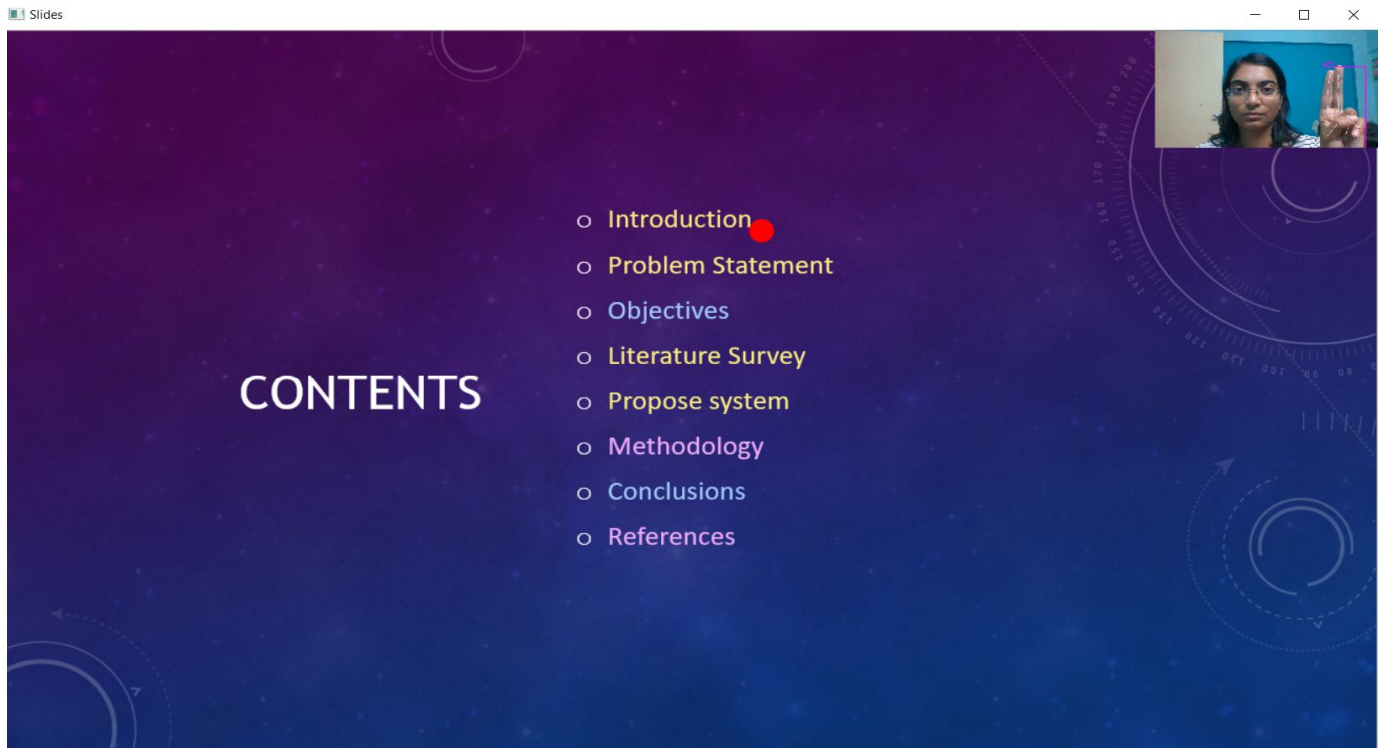 Slides
CONTENTS
o Introduction
o Problem Statement
o Objectives
o Literature Survey
o Propose system
o Methodology
o Conclusions
o References